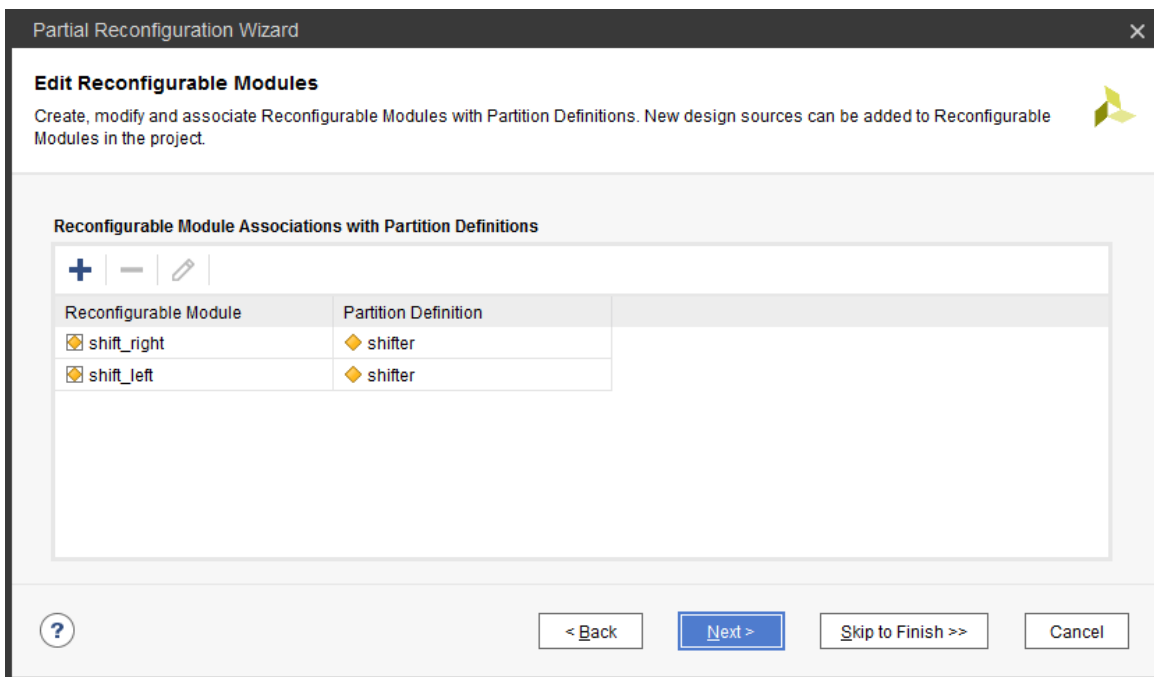 Partial Reconfiguration Wizard
Edit Reconfigurable Modules
Create, modify and associate Reconfigurable Modules with Partition Definitions. New design sources can be added to Reconfigurable
Modules in the project.
Reconfigurable Module Associations with Partition Definitions
Reconfigurable Module Partition Definition
shift_right shifter
shift_left shifter
? < Back Next > Skip to Finish >> Cancel